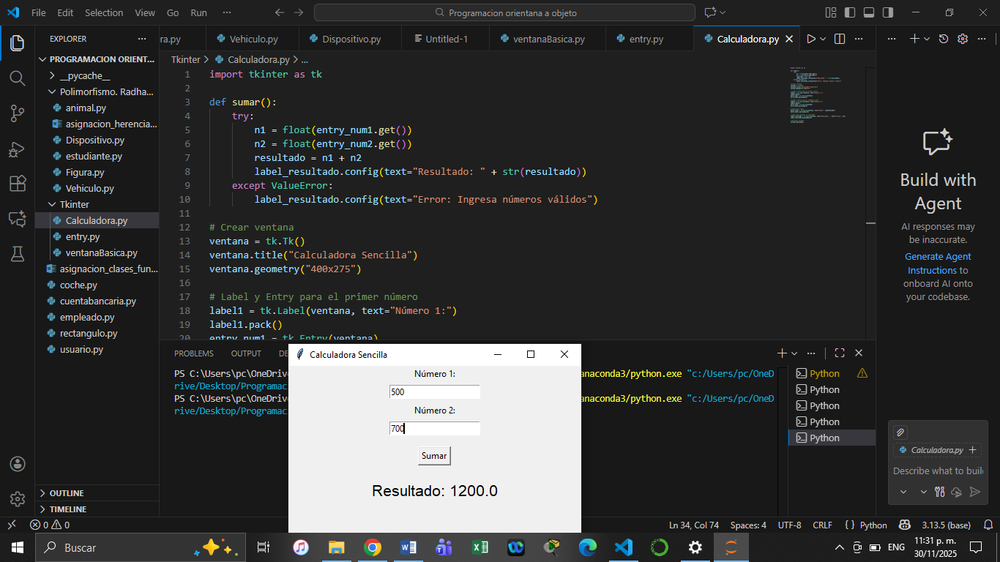 File Edit Selection View Go Run ··· Programacion orientana a objeto
EXPLORER ···
PROGRAMACION ORIENT...
__pycache__
Polimorfismo. Radha...
animal.py
asignacion_herencia...
Dispositivo.py
estudiante.py
Figura.py
Vehiculo.py
Tkinter
Calculadora.py
entry.py
ventanaBasica.py
asignacion_clases_fun...
coche.py
cuentabancaria.py
empleado.py
rectangulo.py
usuario.py
OUTLINE
TIMELINE
ra.py Vehiculo.py Dispositivo.py Untitled-1 ventanaBasica.py entry.py Calculadora.py
Tkinter > Calculadora.py > ...
1 import tkinter as tk
2
3 def sumar():
4 try:
5 n1 = float(entry_num1.get())
6 n2 = float(entry_num2.get())
7 resultado = n1 + n2
8 label_resultado.config(text="Resultado: " + str(resultado))
9 except ValueError:
10 label_resultado.config(text="Error: Ingresa números válidos")
11
12 # Crear ventana
13 ventana = tk.Tk()
14 ventana.title("Calculadora Sencilla")
15 ventana.geometry("400x275")
16
17 # Label y Entry para el primer número
18 label1 = tk.Label(ventana, text="Número 1:")
19 label1.pack()
20 entry_num1 = tk.Entry(ventana)
PROBLEMS OUTPUT DE
PS C:\Users\pc\OneDriv
anaconda3/python.exe "c:/Users/pc/OneD
rive/Desktop/Programac
PS C:\Users\pc\OneDriv
anaconda3/python.exe "c:/Users/pc/OneD
rive/Desktop/Programac
Python
Python
Python
Python
Python
Calculadora Sencilla
Número 1:
500
Número 2:
700
Sumar
Resultado: 1200.0
Build with
Agent
AI responses may
be inaccurate.
Generate Agent
Instructions to
onboard AI onto
your codebase.
Calculadora.py
Describe what to buil
0 0
Ln 34, Col 74 Spaces: 4 UTF-8 CRLF { } Python 3.13.5 (base)
Buscar
ENG
11:31 p. m.
30/11/2025